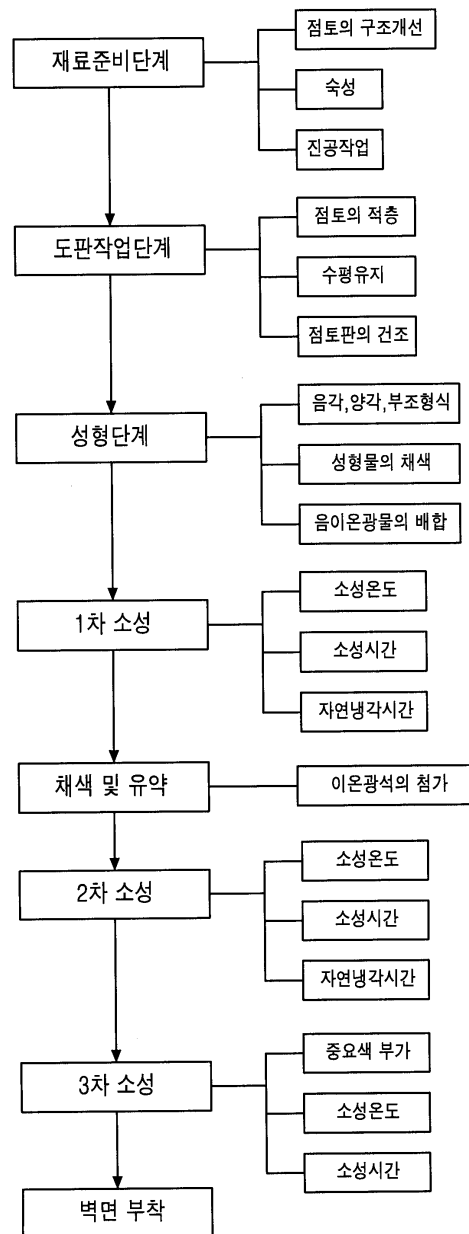 재료준비단계
점토의 구조개선
숙성
진공작업
도판작업단계
점토의 적층
수평유지
점토판의 건조
성형단계
음각,양각,부조형식
성형물의 채색
음이온광물의 배합
1차 소성
소성온도
소성시간
자연냉각시간
채색 및 유약
이온광석의 첨가
2차 소성
소성온도
소성시간
자연냉각시간
3차 소성
중요색 부가
소성온도
소성시간
벽면 부착